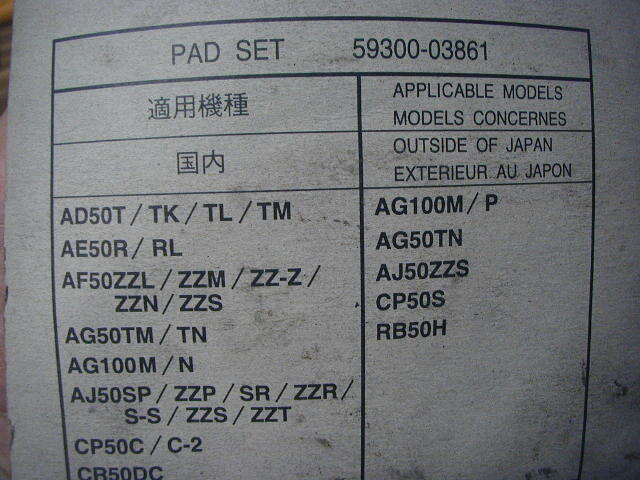 PAD SET 59300-03861
適用機種
APPLICABLE MODELS
MODELS CONCERNES
国内
OUTSIDE OF JAPAN
EXTERIEUR AU JAPON
AD50T / TK / TL / TM
AE50R / RL
AF50ZZL / ZZM / ZZ-Z /
ZZN / ZZS
AG50TM / TN
AG100M / N
AJ50SP / ZZP / SR / ZZR /
S-S / ZZS / ZZT
CP50C / C-2
CR50DC
AG100M / P
AG50TN
AJ50ZZS
CP50S
RB50H